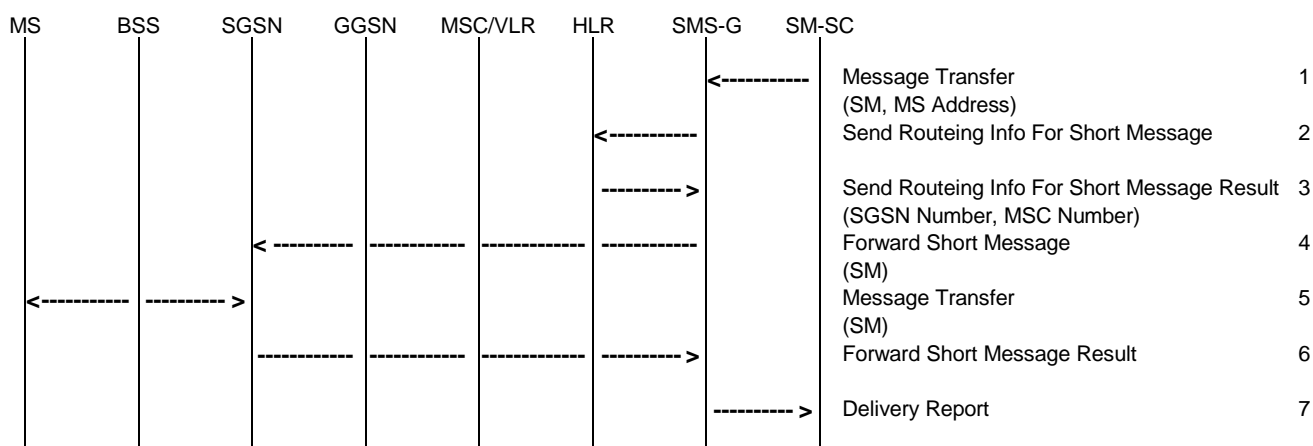 MS BSS SGSN GGSN MSC/VLR HLR SMS-G SM-SC
Message Transfer 1
(SM, MS Address)
Send Routeing Info For Short Message 2
Send Routeing Info For Short Message Result 3
(SGSN Number, MSC Number)
Forward Short Message 4
(SM)
Message Transfer 5
(SM)
Forward Short Message Result 6
Delivery Report 7